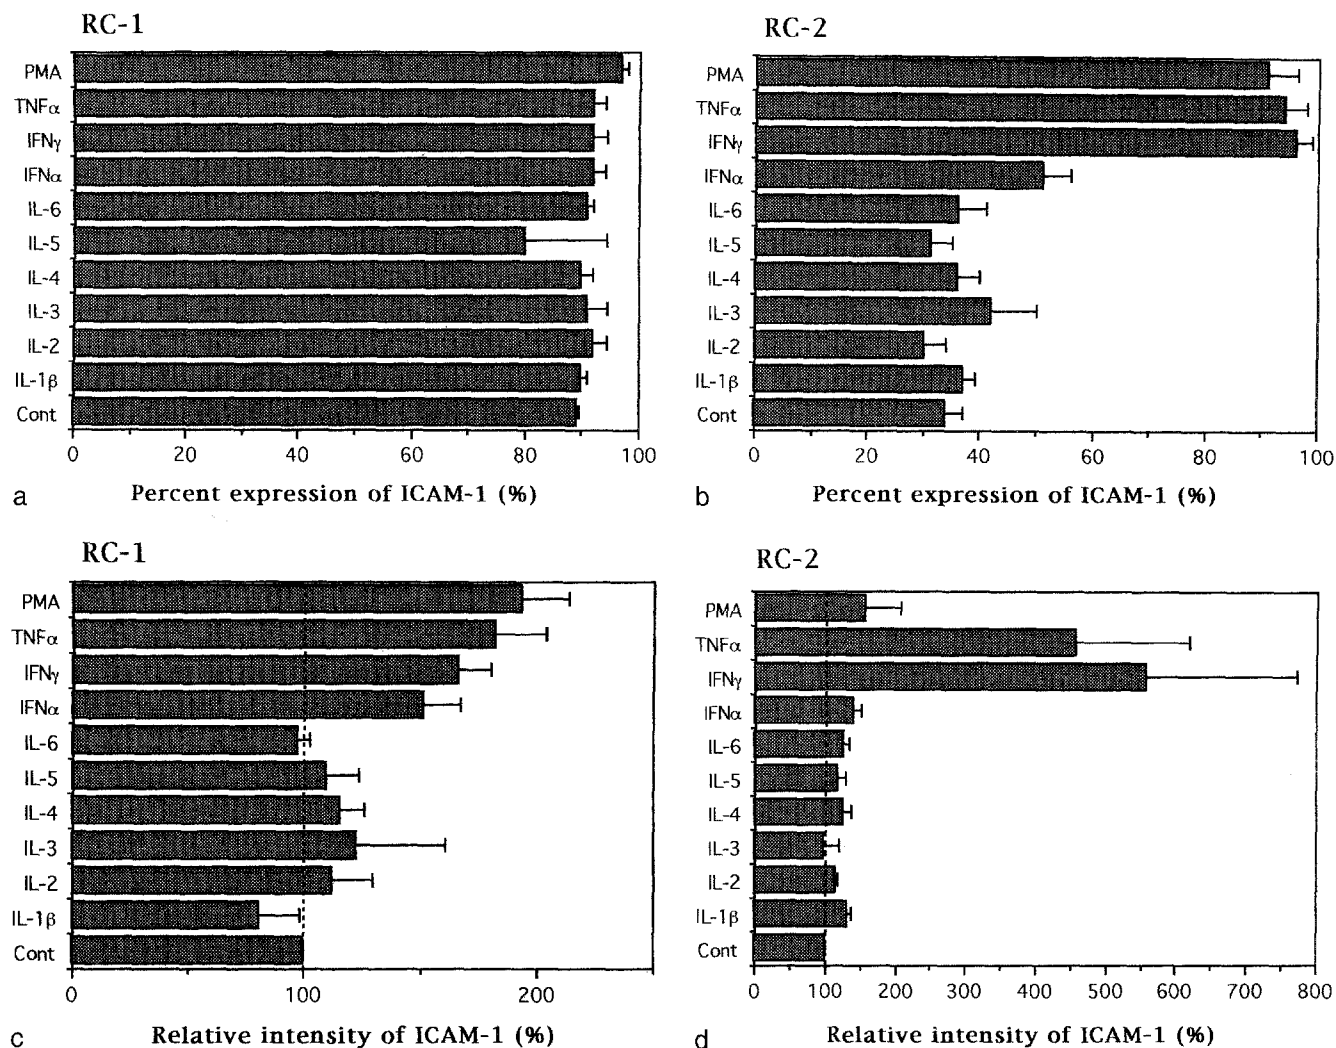 RC-1
PMA
TNFα
IFNγ
IFNα
IL-6
IL-5
IL-4
IL-3
IL-2
IL-1β
Cont
0 20 40 60 80 100
a Percent expression of ICAM-1 (%)
RC-2
PMA
TNFα
IFNγ
IFNα
IL-6
IL-5
IL-4
IL-3
IL-2
IL-1β
Cont
0 20 40 60 80 100
b Percent expression of ICAM-1 (%)
RC-1
PMA
TNFα
IFNγ
IFNα
IL-6
IL-5
IL-4
IL-3
IL-2
IL-1β
Cont
0 100 200
c Relative intensity of ICAM-1 (%)
RC-2
PMA
TNFα
IFNγ
IFNα
IL-6
IL-5
IL-4
IL-3
IL-2
IL-1β
Cont
0 100 200 300 400 500 600 700 800
d Relative intensity of ICAM-1 (%)